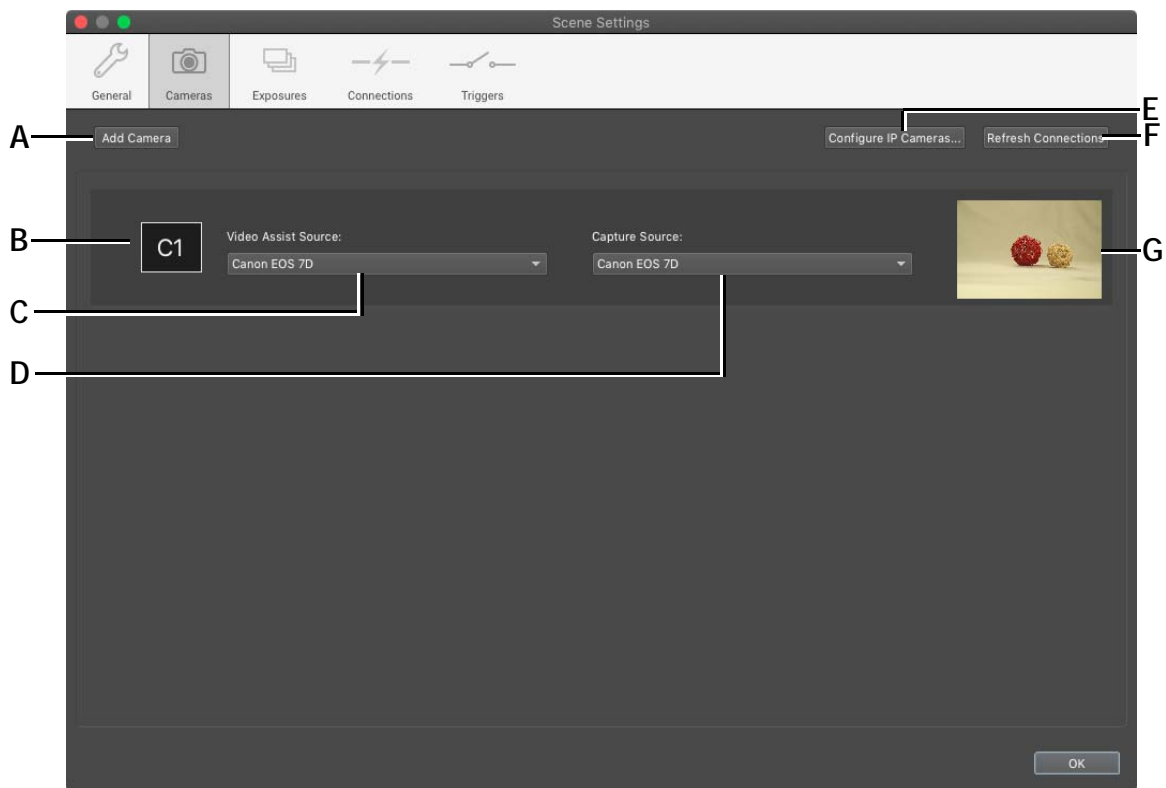 Scene Settings
General Cameras Exposures Connections Triggers
E
A Add Camera Configure IP Cameras... Refresh Connections F
B C1 Video Assist Source: Capture Source: G
Canon EOS 7D Canon EOS 7D
C
D
OK